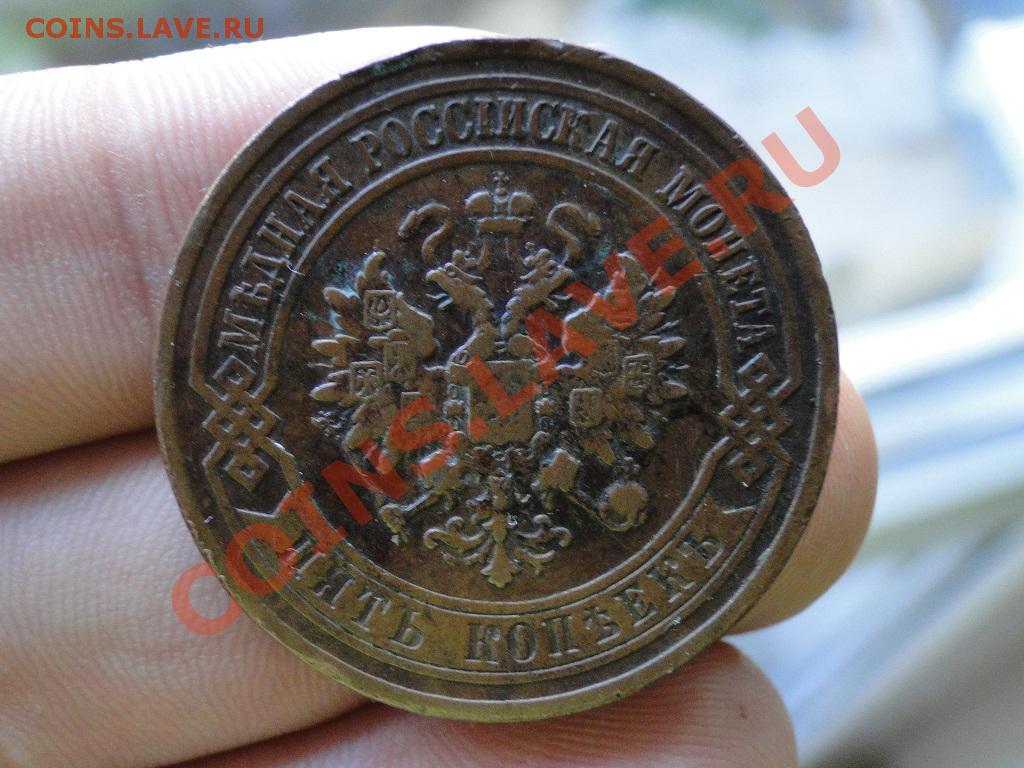 COINS.LAVE.RU
МѢДНАЯ РОССІЙСКАЯ МОНЕТА
ПЯТЬ КОПѢЕКЪ
COINS.LAVE.RU